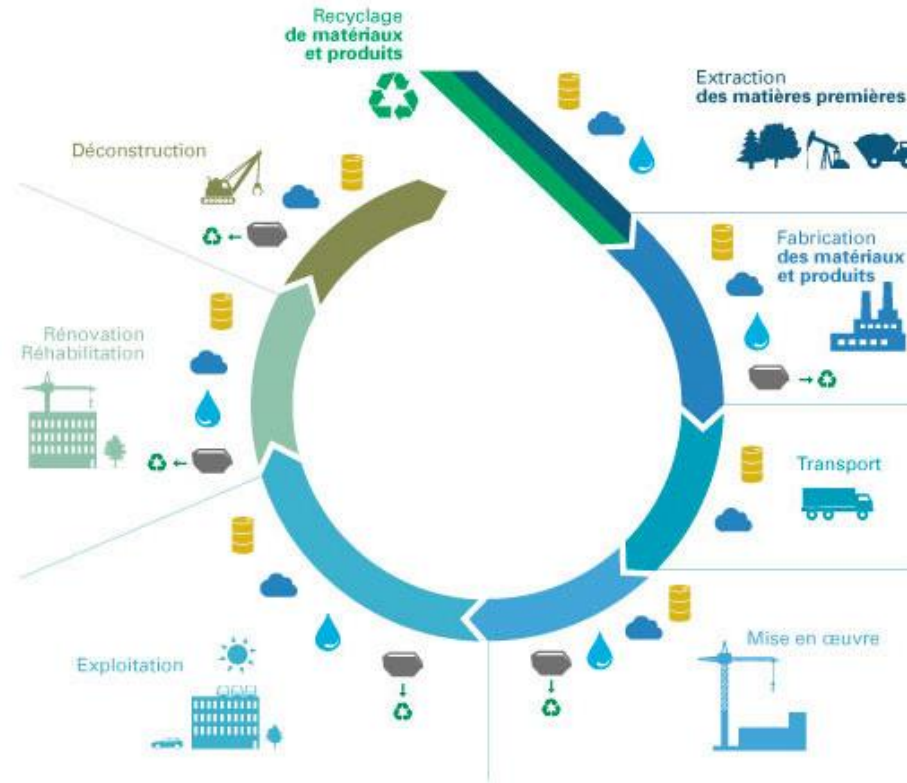 Recyclage
de matériaux
et produits
Extraction
des matières premières
Déconstruction
Fabrication
des matériaux
et produits
Rénovation
Réhabilitation
Transport
Exploitation
Mise en œuvre